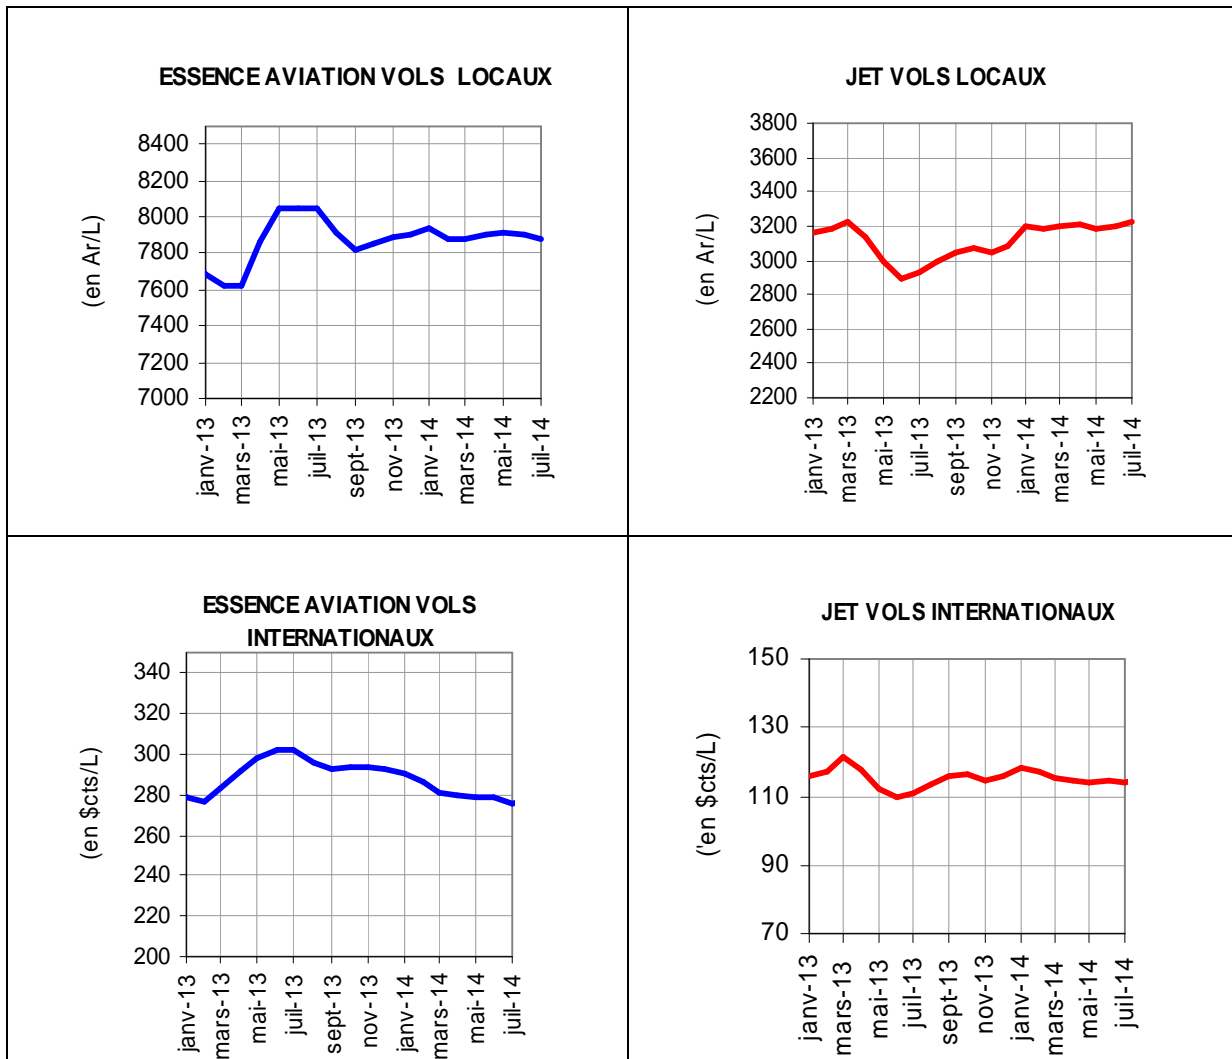 ESSENCE AVIATION VOLS LOCAUX
(en Ar/L)
8400
8200
8000
7800
7600
7400
7200
7000
janv-13
mars-13
mai-13
juil-13
sept-13
nov-13
janv-14
mars-14
mai-14
juil-14
JET VOLS LOCAUX
(en Ar/L)
3800
3600
3400
3200
3000
2800
2600
2400
2200
janv-13
mars-13
mai-13
juil-13
sept-13
nov-13
janv-14
mars-14
mai-14
juil-14
ESSENCE AVIATION VOLS
INTERNATIONAUX
(en $cts/L)
340
320
300
280
260
240
220
200
janv-13
mars-13
mai-13
juil-13
sept-13
nov-13
janv-14
mars-14
mai-14
juil-14
JET VOLS INTERNATIONAUX
('en $cts/L)
150
130
110
90
70
janv-13
mars-13
mai-13
juil-13
sept-13
nov-13
janv-14
mars-14
mai-14
juil-14